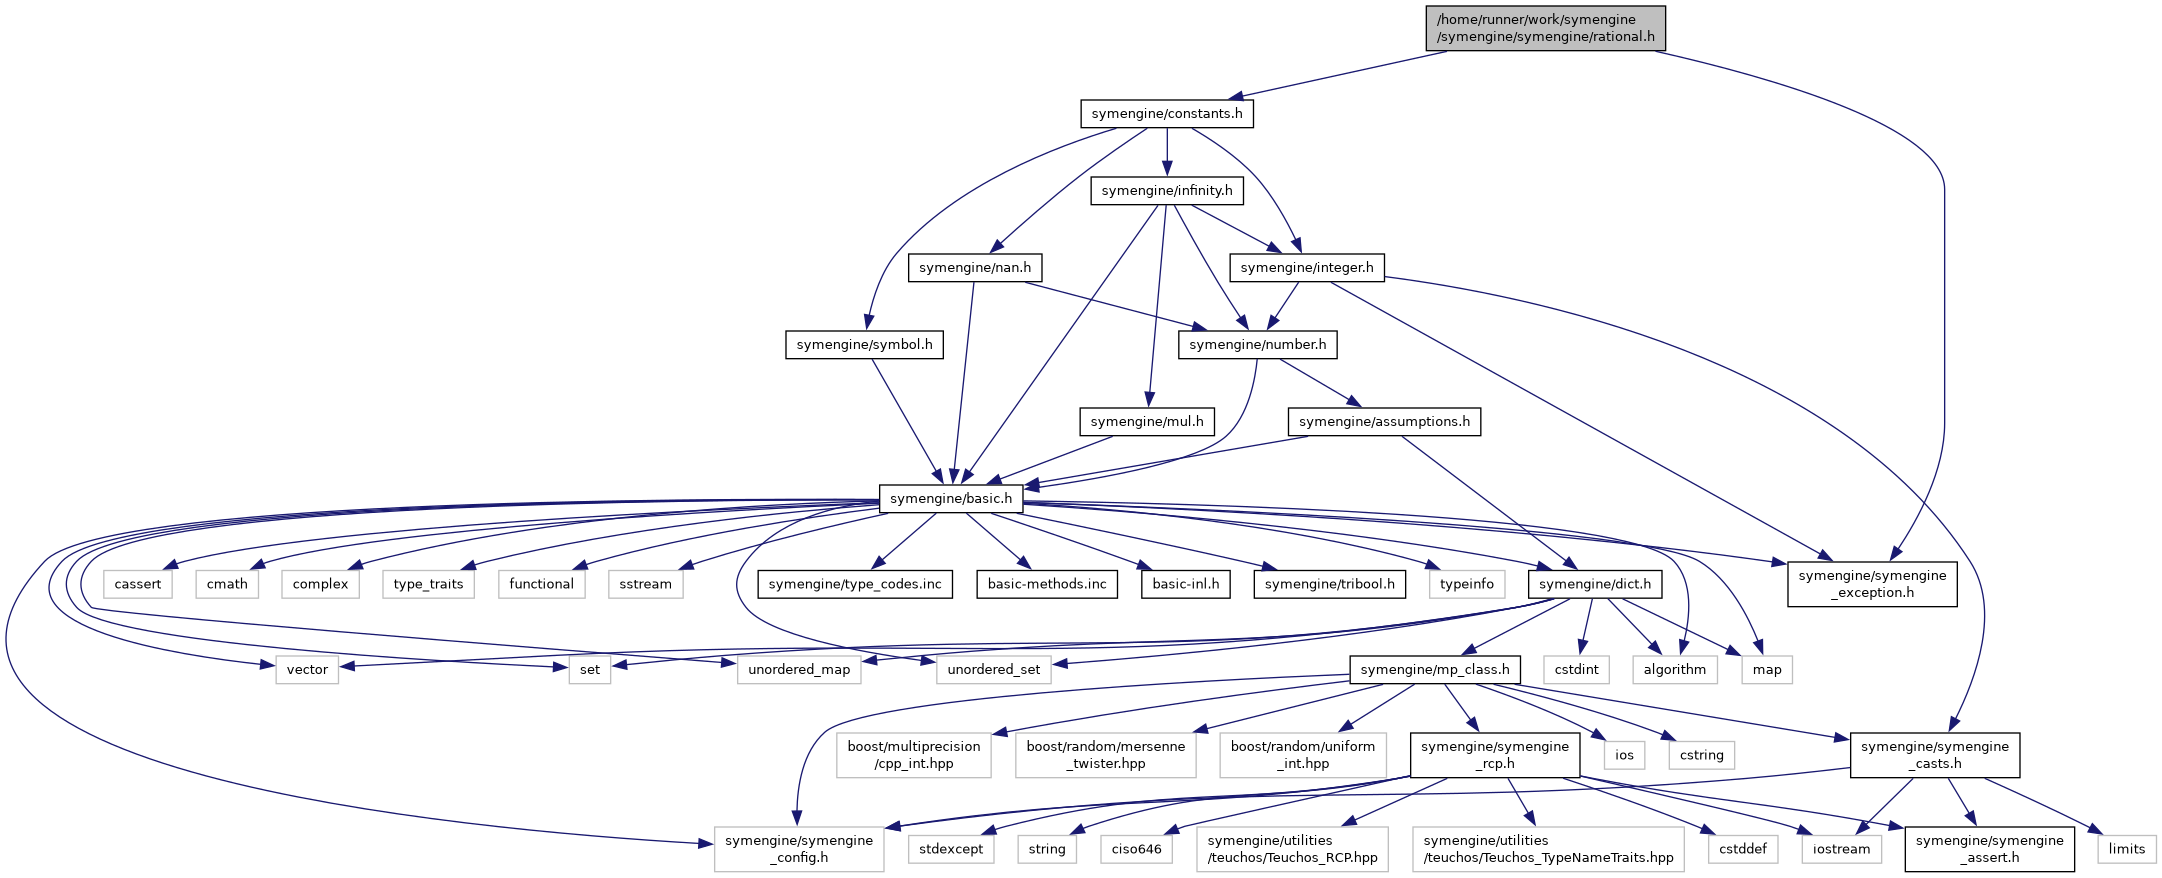 /home/runner/work/symengine
/symengine/symengine/rational.h
symengine/constants.h
symengine/infinity.h
symengine/nan.h
symengine/integer.h
symengine/symbol.h
symengine/number.h
symengine/mul.h
symengine/assumptions.h
symengine/basic.h
cassert
cmath
complex
type_traits
functional
sstream
symengine/type_codes.inc
basic-methods.inc
basic-inl.h
symengine/tribool.h
typeinfo
symengine/dict.h
symengine/symengine
_exception.h
vector
set
unordered_map
unordered_set
symengine/mp_class.h
cstdint
algorithm
map
boost/multiprecision
/cpp_int.hpp
boost/random/mersenne
_twister.hpp
boost/random/uniform
_int.hpp
symengine/symengine
_rcp.h
ios
cstring
symengine/symengine
_casts.h
symengine/symengine
_config.h
stdexcept
string
ciso646
symengine/utilities
/teuchos/Teuchos_RCP.hpp
symengine/utilities
/teuchos/Teuchos_TypeNameTraits.hpp
cstddef
iostream
symengine/symengine
_assert.h
limits